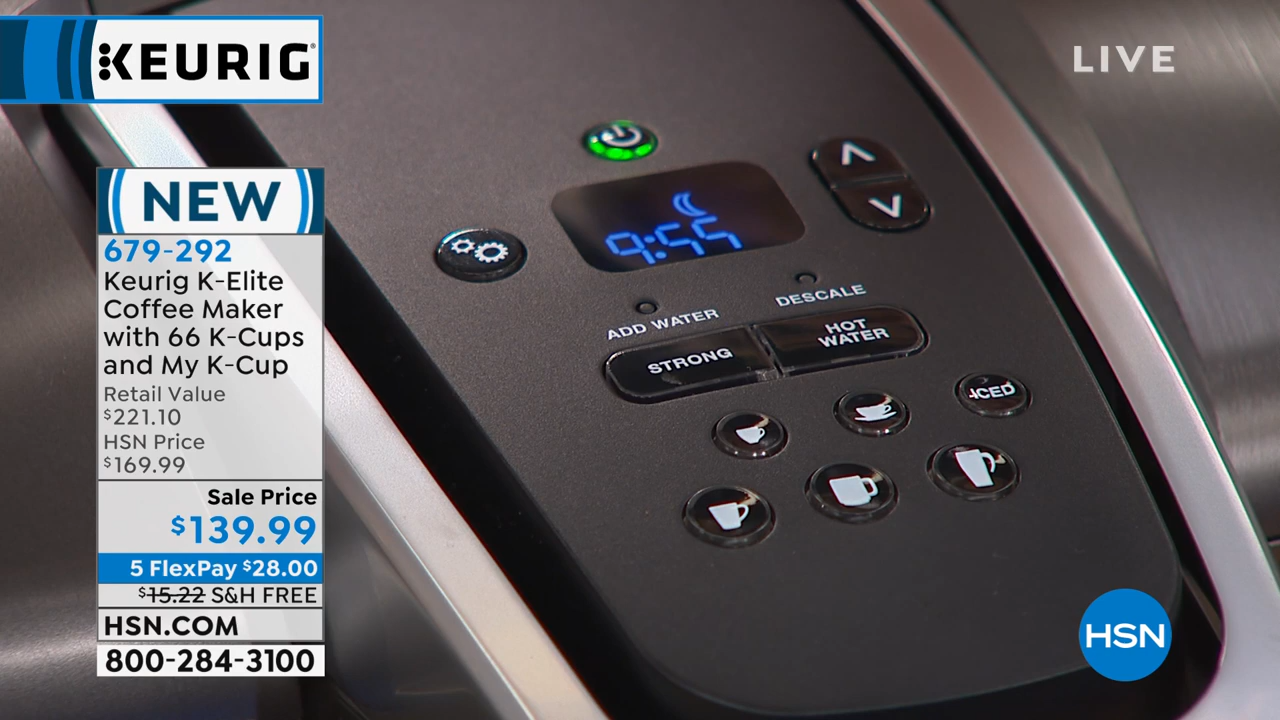 KEURIG®
LIVE
NEW
679-292
Keurig K-Elite
Coffee Maker
with 66 K-Cups
and My K-Cup
Retail Value
$221.10
HSN Price
$169.99
Sale Price
$139.99
5 FlexPay $28.00
$15.22 S&H FREE
HSN.COM
800-284-3100
9:55
ADD WATER
DESCALE
STRONG
HOT
WATER
ICED
HSN